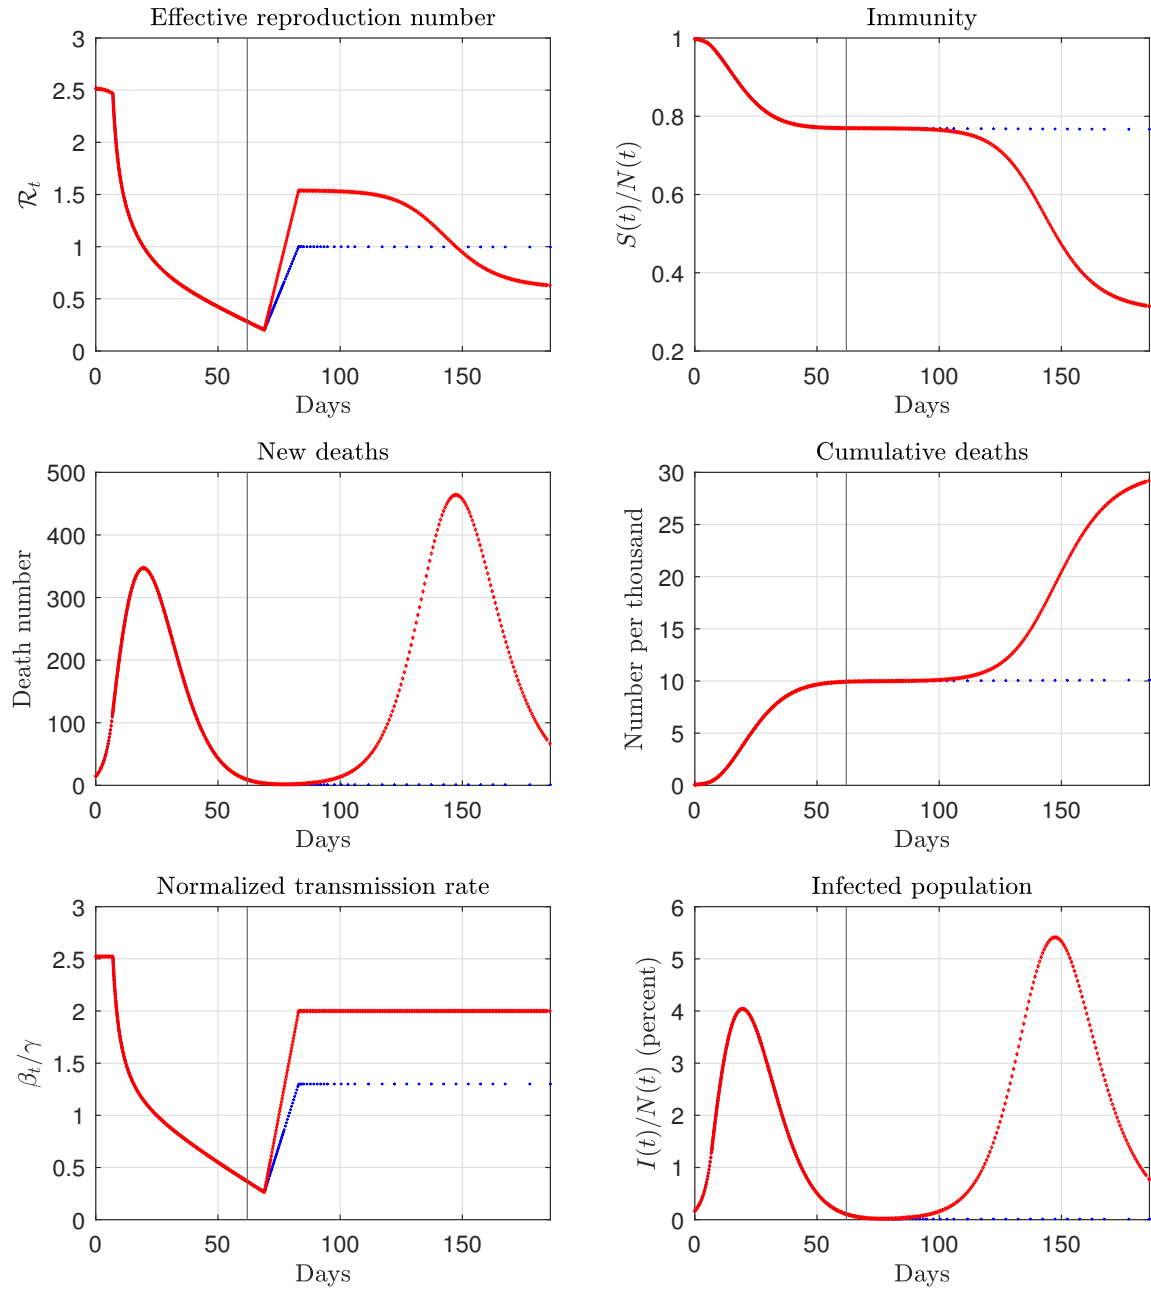 Effective reproduction number
3
2.5
2
1.5
1
0.5
0
ℛt
0 50 100 150
Days
Immunity
1
0.8
0.6
0.4
0.2
S(t)/N(t)
0 50 100 150
Days
New deaths
500
400
300
200
100
0
Death number
0 50 100 150
Days
Cumulative deaths
30
25
20
15
10
5
0
Number per thousand
0 50 100 150
Days
Normalized transmission rate
3
2.5
2
1.5
1
0.5
0
βt/γ
0 50 100 150
Days
Infected population
6
5
4
3
2
1
0
I(t)/N(t) (percent)
0 50 100 150
Days